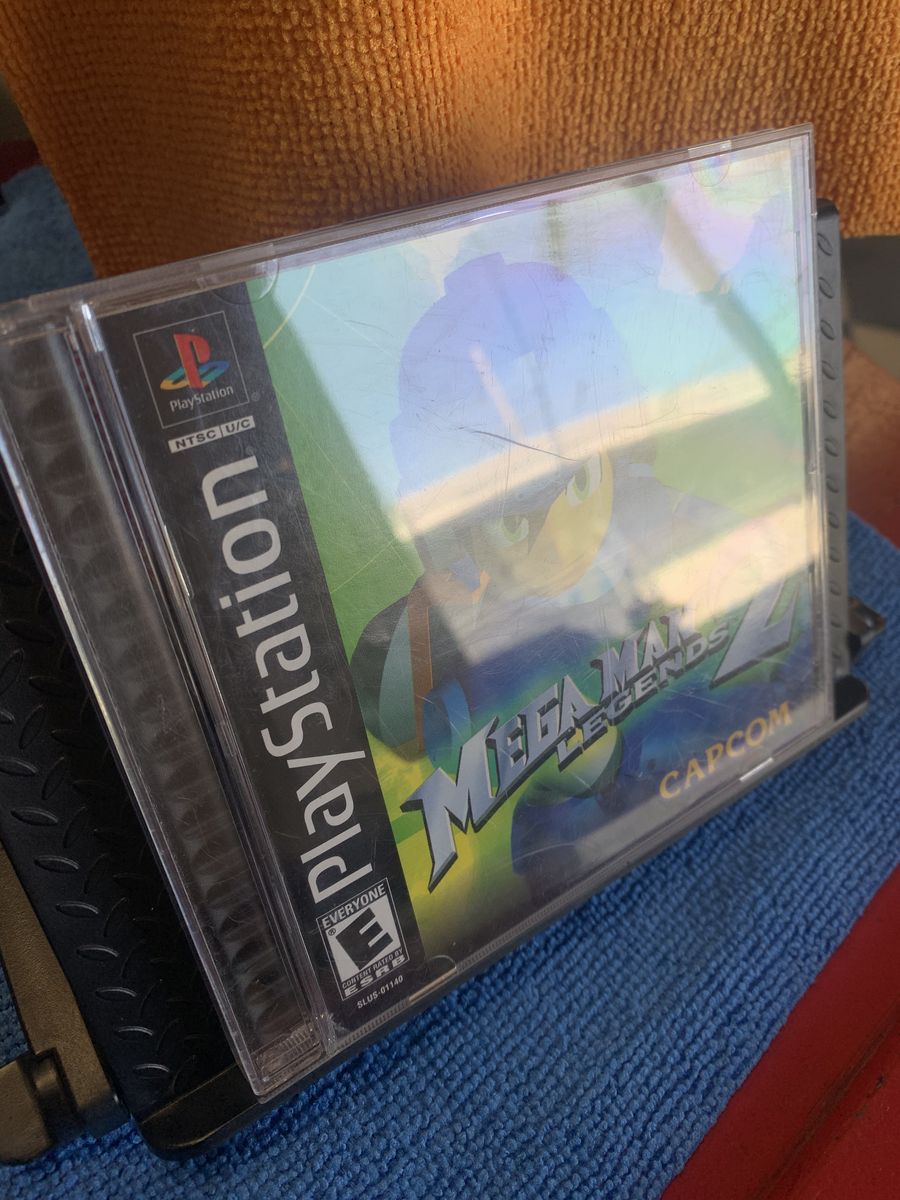 PlayStation
NTSC U/C
PlayStation
EVERYONE
E
CONTENT RATED BY
ESRB
SLUS-01140
MEGA MAN
LEGENDS 2
CAPCOM